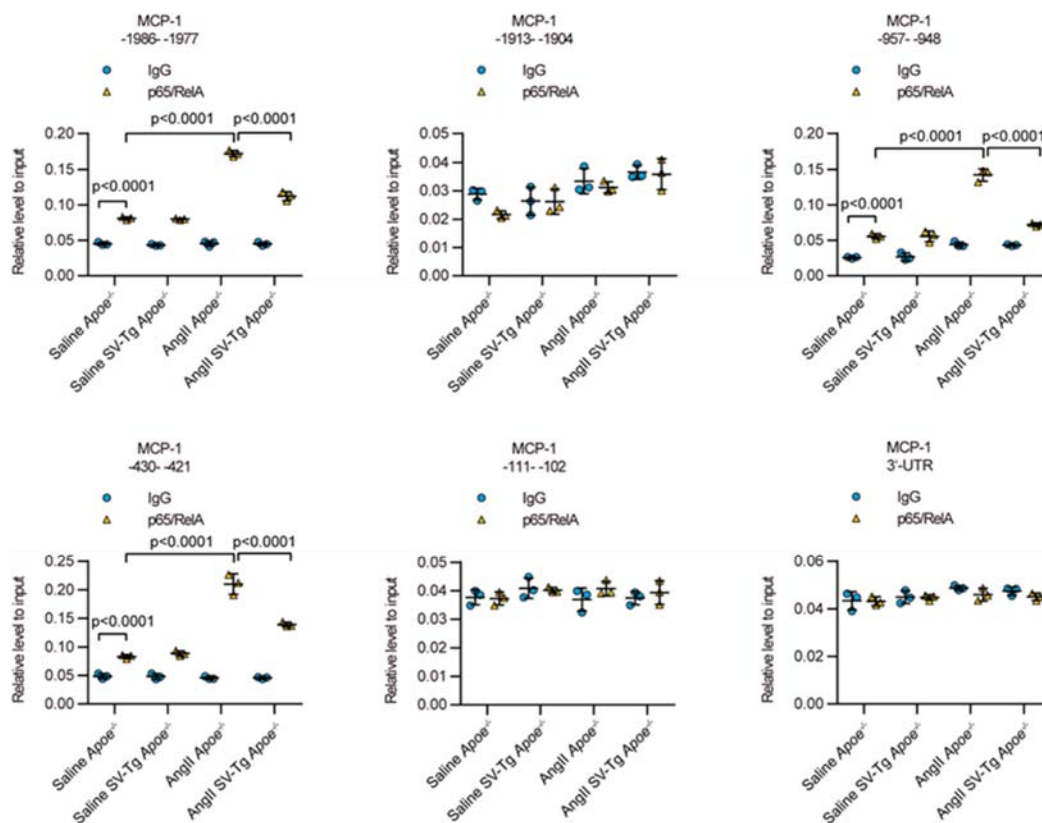 MCP-1
-1986- -1977
IgG
p65/RelA
p<0.0001
p<0.0001
p<0.0001
Relative level to input
0.20
0.15
0.10
0.05
0.00
Saline Apoe-/-
Saline SV-Tg Apoe-/-
AngII Apoe-/-
AngII SV-Tg Apoe-/-
MCP-1
-1913- -1904
IgG
p65/RelA
Relative level to input
0.05
0.04
0.03
0.02
0.01
0.00
Saline Apoe-/-
Saline SV-Tg Apoe-/-
AngII Apoe-/-
AngII SV-Tg Apoe-/-
MCP-1
-957- -948
IgG
p65/RelA
p<0.0001
p<0.0001
p<0.0001
Relative level to input
0.20
0.15
0.10
0.05
0.00
Saline Apoe-/-
Saline SV-Tg Apoe-/-
AngII Apoe-/-
AngII SV-Tg Apoe-/-
MCP-1
-430- -421
IgG
p65/RelA
p<0.0001
p<0.0001
p<0.0001
Relative level to input
0.25
0.20
0.15
0.10
0.05
0.00
Saline Apoe-/-
Saline SV-Tg Apoe-/-
AngII Apoe-/-
AngII SV-Tg Apoe-/-
MCP-1
-111- -102
IgG
p65/RelA
Relative level to input
0.05
0.04
0.03
0.02
0.01
0.00
Saline Apoe-/-
Saline SV-Tg Apoe-/-
AngII Apoe-/-
AngII SV-Tg Apoe-/-
MCP-1
3'-UTR
IgG
p65/RelA
Relative level to input
0.06
0.04
0.02
0.00
Saline Apoe-/-
Saline SV-Tg Apoe-/-
AngII Apoe-/-
AngII SV-Tg Apoe-/-